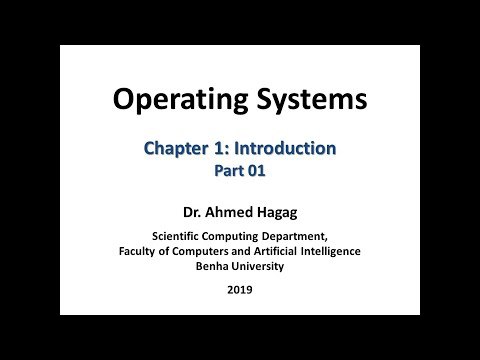 Operating Systems
Chapter 1: Introduction
Part 01
Dr. Ahmed Hagag
Scientific Computing Department,
Faculty of Computers and Artificial Intelligence
Benha University
2019